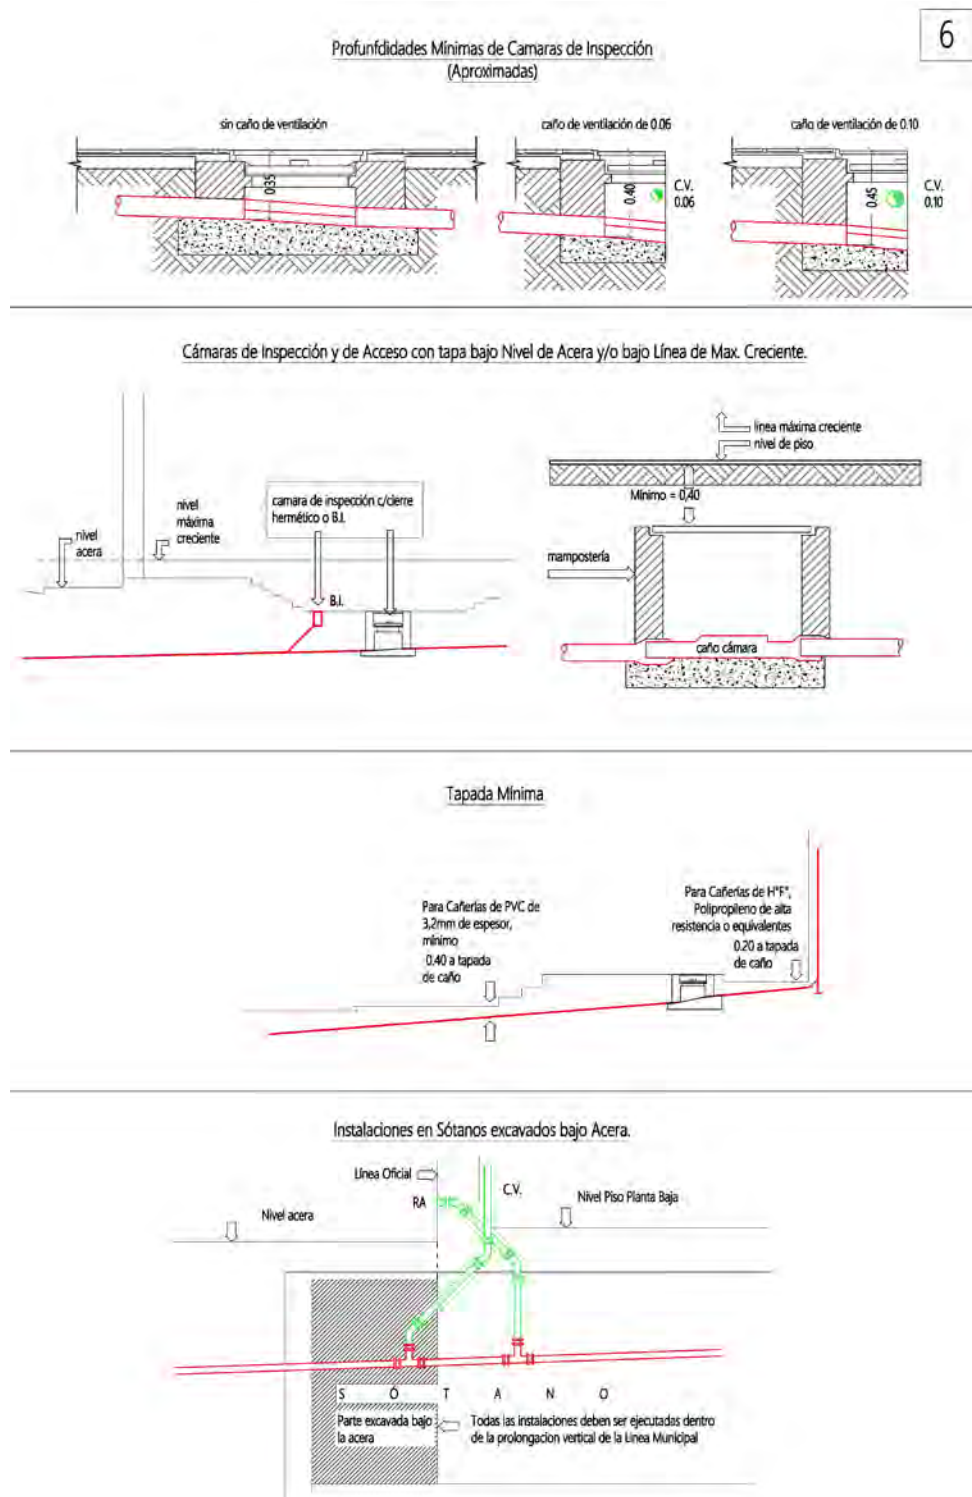 6
Profunfdidades Mínimas de Camaras de Inspección
(Aproximadas)
sin caño de ventilación
caño de ventilación de 0.06
caño de ventilación de 0.10
035
0.40
C.V.
0.06
0.45
C.V.
0.10
Cámaras de Inspección y de Acceso con tapa bajo Nivel de Acera y/o bajo Línea de Max. Creciente.
linea máxima creciente
nivel de piso
Mínimo = 0,40
camara de inspección c/cierre
hermético o B.I.
nivel
máxima
creciente
nivel
acera
mampostería
B.I.
caño cámara
Tapada Mínima
Para Cañerías de PVC de
3,2mm de espesor,
mínimo
0.40 a tapada
de caño
Para Cañerías de H°F°,
Polipropileno de alta
resistencia o equivalentes
0.20 a tapada
de caño
Instalaciones en Sótanos excavados bajo Acera.
Línea Oficial
RA
C.V.
Nivel Piso Planta Baja
Nivel acera
S Ó T A N O
Parte excavada bajo
la acera
Todas las instalaciones deben ser ejecutadas dentro
de la prolongacion vertical de la Linea Municipal